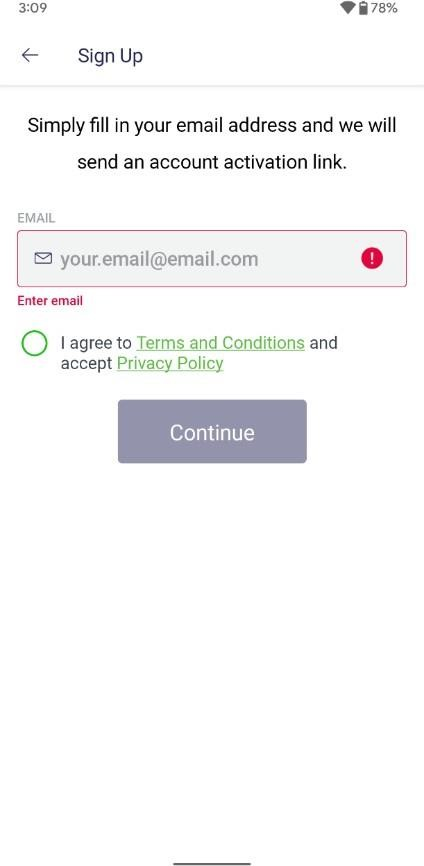 3:09
78%
Sign Up
Simply fill in your email address and we will
send an account activation link.
EMAIL
your.email@email.com
Enter email
I agree to Terms and Conditions and
accept Privacy Policy
Continue